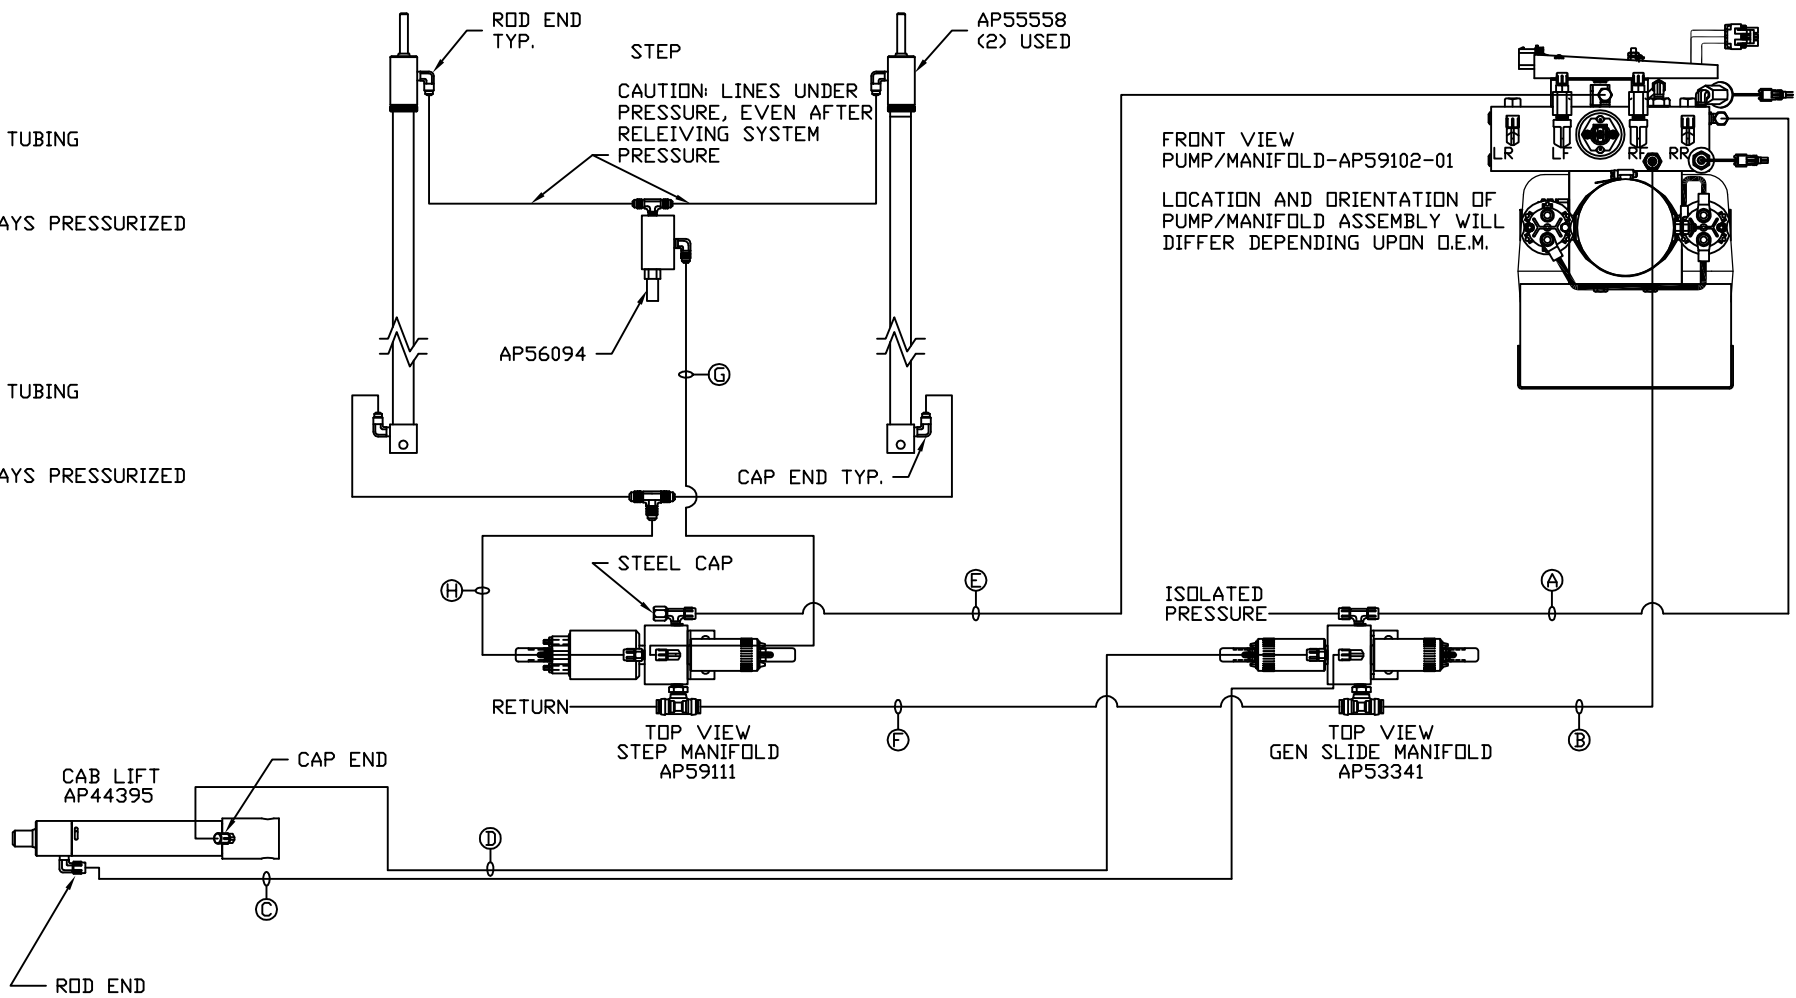 ROD END
TYP.
STEP
CAUTION: LINES UNDER
PRESSURE, EVEN AFTER
RELEIVING SYSTEM
PRESSURE
AP55558
(2) USED
TUBING
AYS PRESSURIZED
FRONT VIEW
PUMP/MANIFOLD-AP59102-01
LOCATION AND ORIENTATION OF
PUMP/MANIFOLD ASSEMBLY WILL
DIFFER DEPENDING UPON O.E.M.
LR
LF
RF
RR
AP56094
G
TUBING
AYS PRESSURIZED
CAP END TYP.
STEEL CAP
H
E
ISOLATED
PRESSURE
A
RETURN
TOP VIEW
STEP MANIFOLD
AP59111
F
TOP VIEW
GEN SLIDE MANIFOLD
AP53341
B
CAB LIFT
AP44395
CAP END
D
C
ROD END